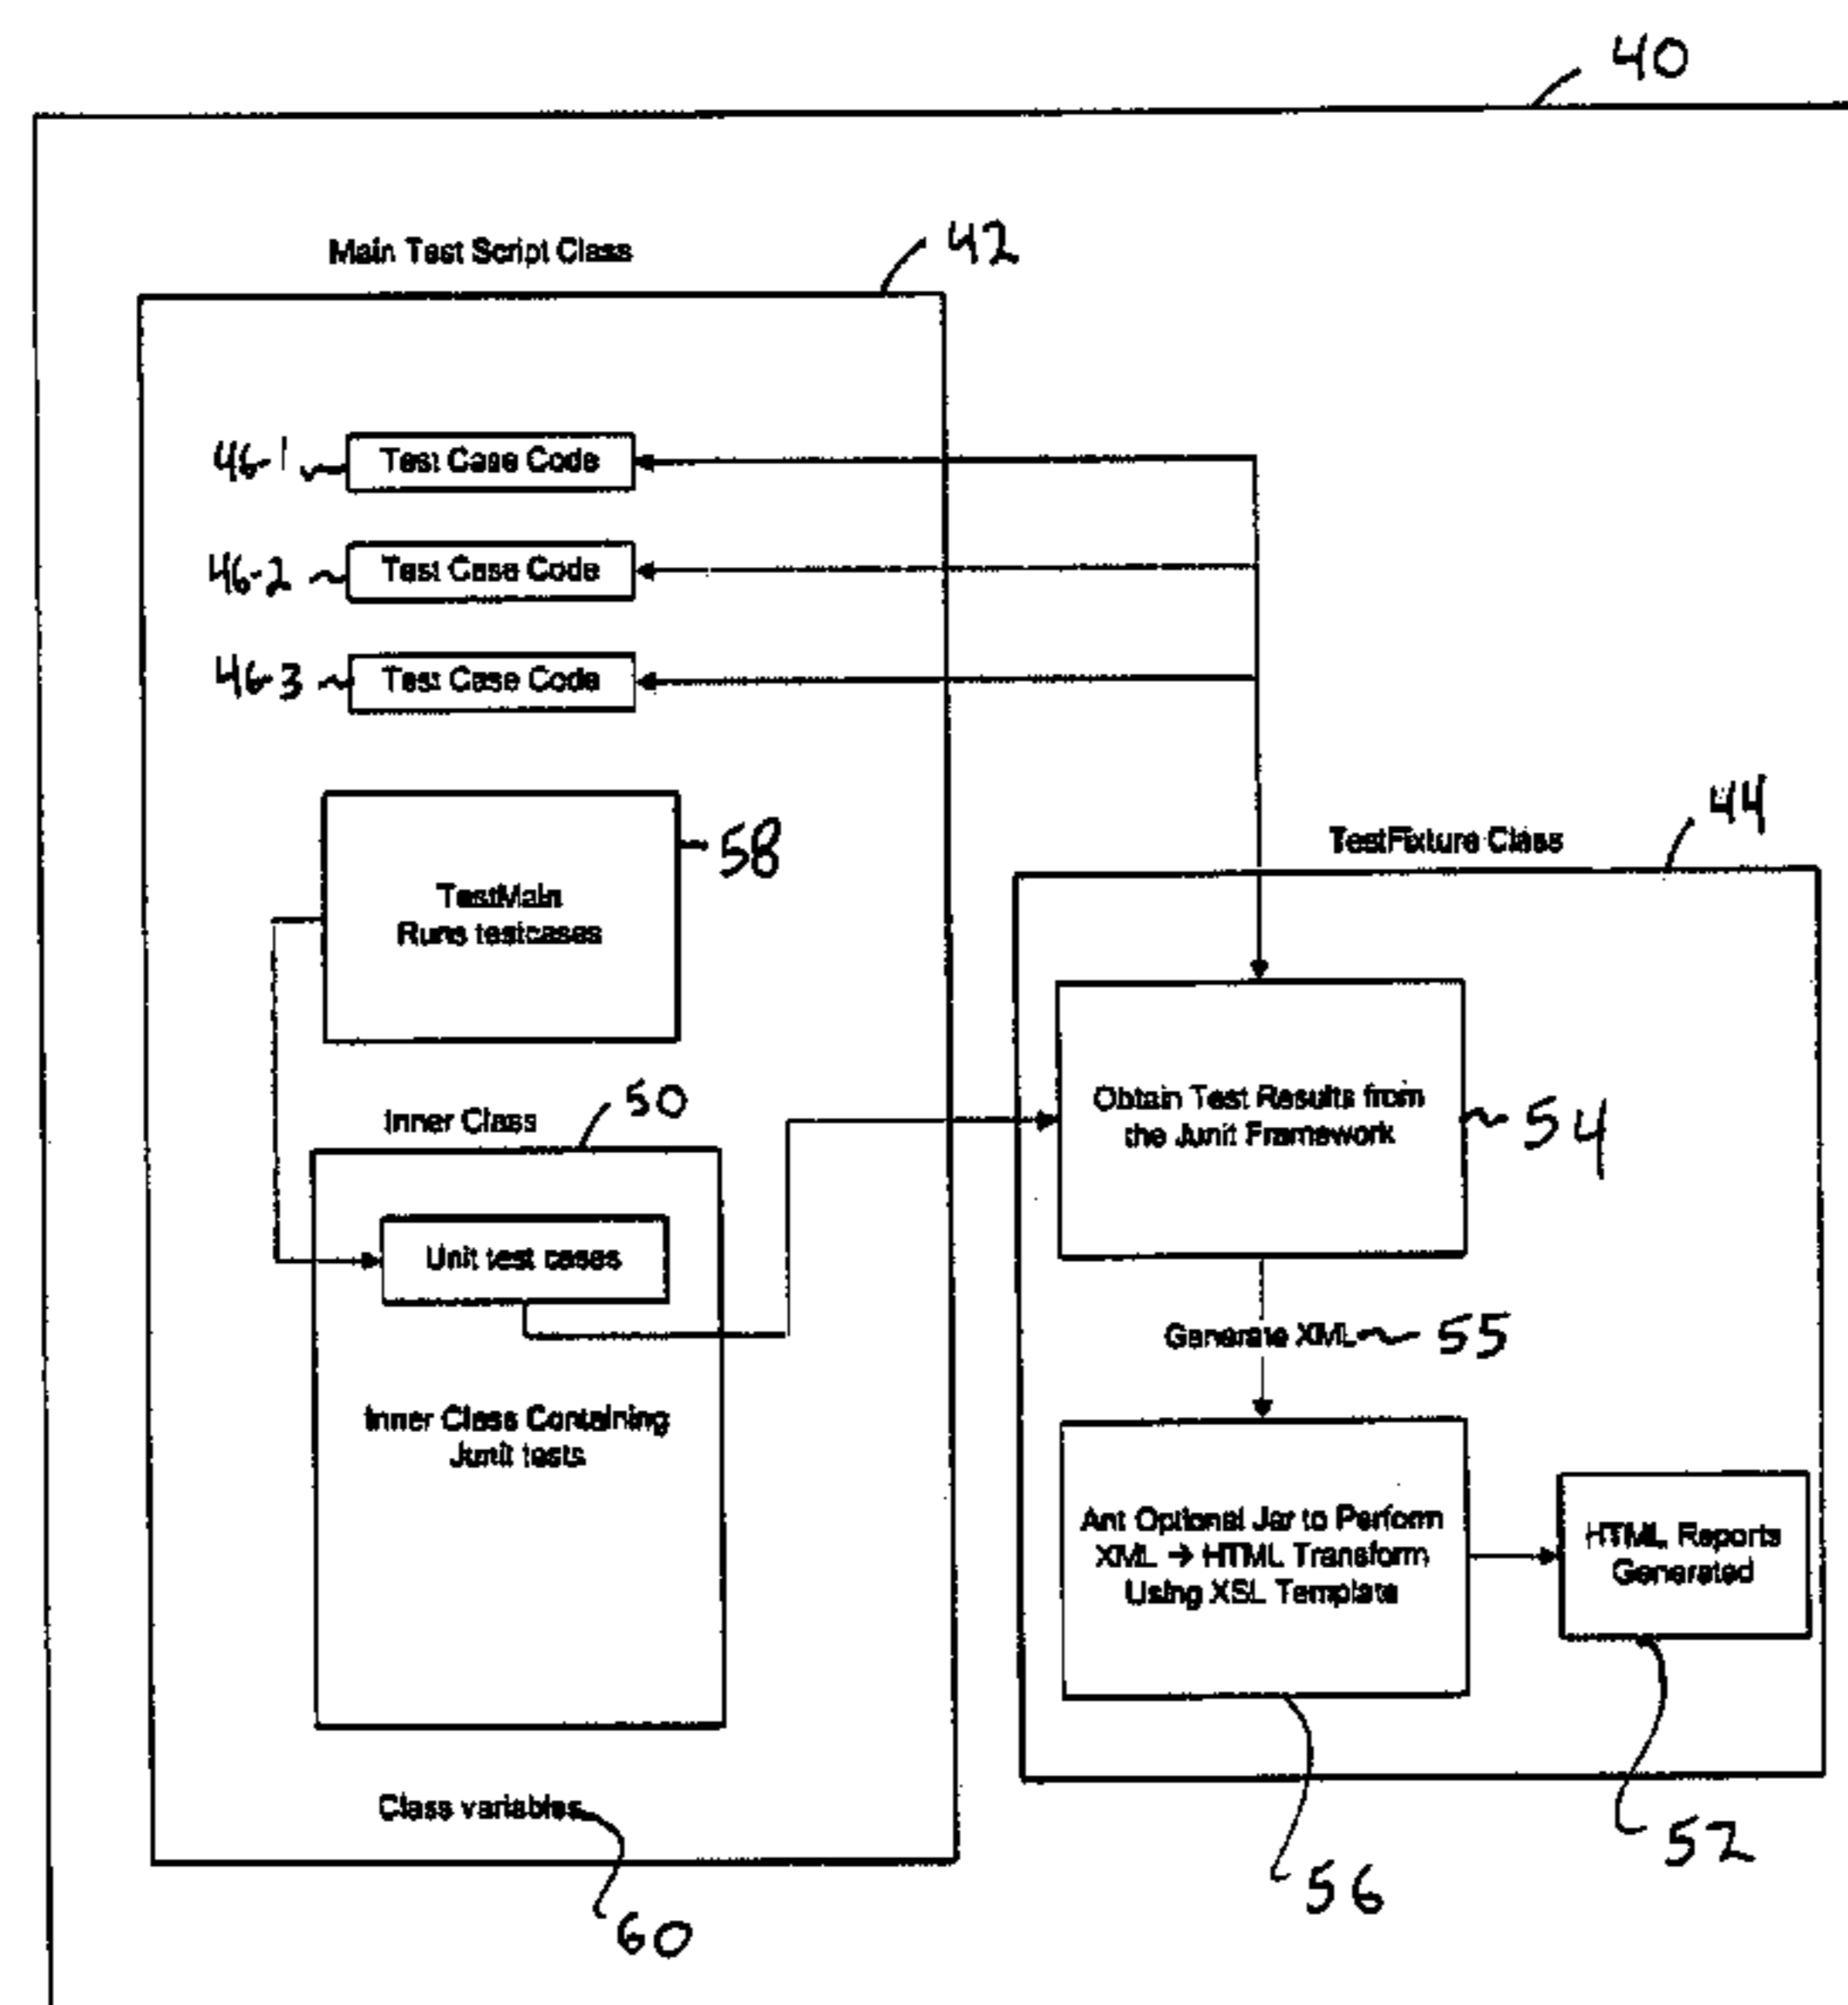 40
Main Test Script Class
42
46-1
Test Case Code
46-2
Test Case Code
46-3
Test Case Code
TestMain
Runs testcases
58
Inner Class
50
Unit test cases
Inner Class Containing
Junit tests
Class variables
60
TestFixture Class
44
Obtain Test Results from
the Junit Framework
54
Generate XML
55
Ant Optional Jar to Perform
XML → HTML Transform
Using XSL Template
56
HTML Reports
Generated
52